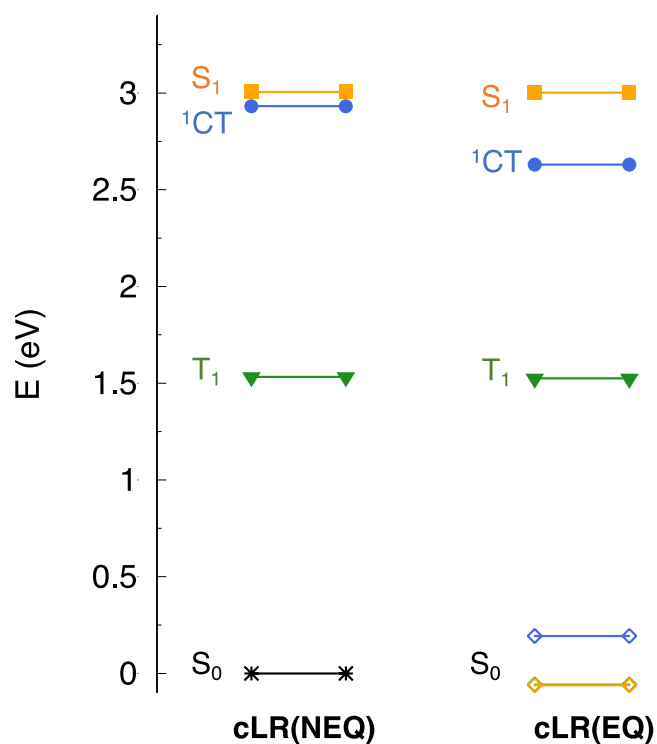 E (eV)
3
2.5
2
1.5
1
0.5
0
S₁
¹CT
T₁
S₀
S₁
¹CT
T₁
S₀
cLR(NEQ)
cLR(EQ)